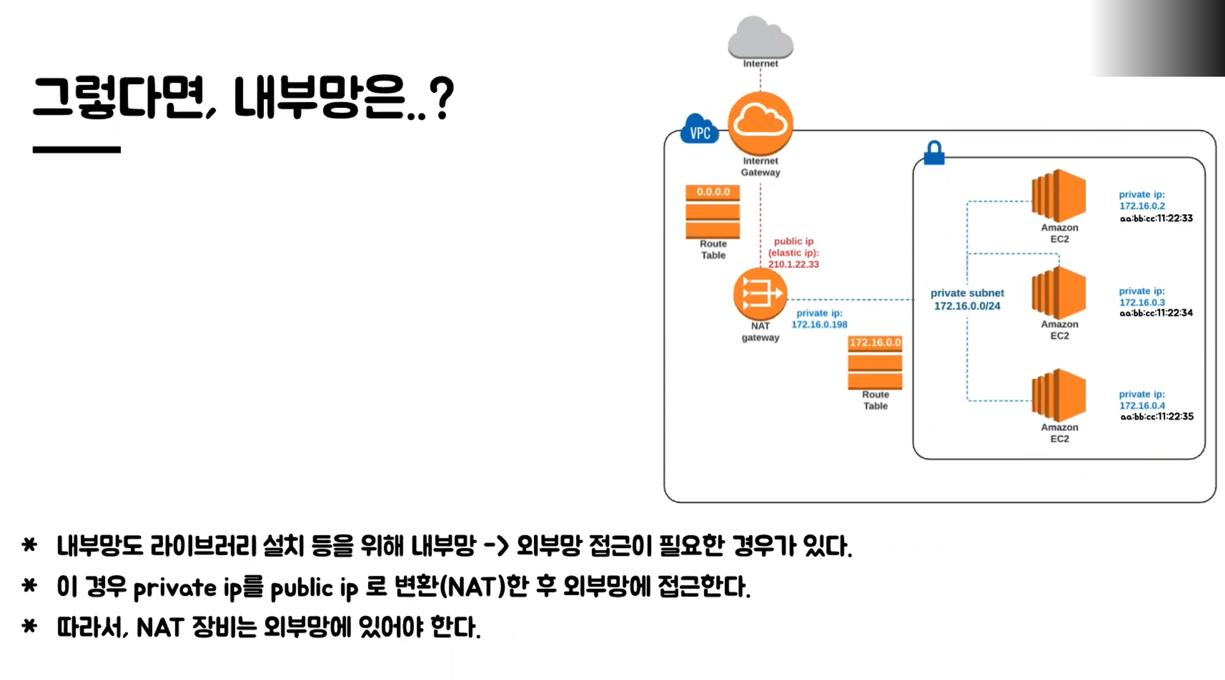 그렇다면, 내부망은..?
Internet
VPC
Internet
Gateway
0.0.0.0
Route
Table
public ip
(elastic ip):
210.1.22.33
NAT
gateway
private ip:
172.16.0.198
172.16.0.0
Route
Table
private subnet
172.16.0.0/24
Amazon
EC2
private ip:
172.16.0.2
aa:bb:cc:11:22:33
Amazon
EC2
private ip:
172.16.0.3
aa:bb:cc:11:22:34
Amazon
EC2
private ip:
172.16.0.4
aa:bb:cc:11:22:35
* 내부망도 라이브러리 설치 등을 위해 내부망 -> 외부망 접근이 필요한 경우가 있다.
* 이 경우 private ip를 public ip 로 변환(NAT)한 후 외부망에 접근한다.
* 따라서, NAT 장비는 외부망에 있어야 한다.